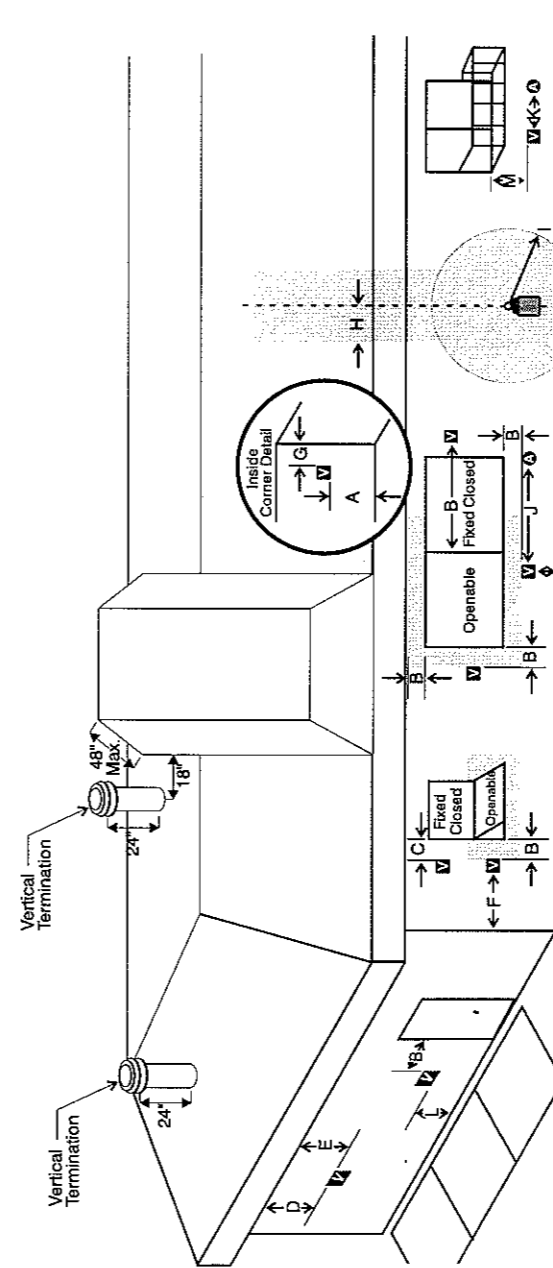 Vertical
Termination
Vertical
Termination
24"
24"
48"
Max.
18"
Inside
Corner Detail
G
V
A
H
D
E
V
L
V
B
F
V
V
C
B
Fixed
Closed
Openable
B
V
B
Openable
Fixed Closed
B
V
B
V
J
A
I
M
V
K
A